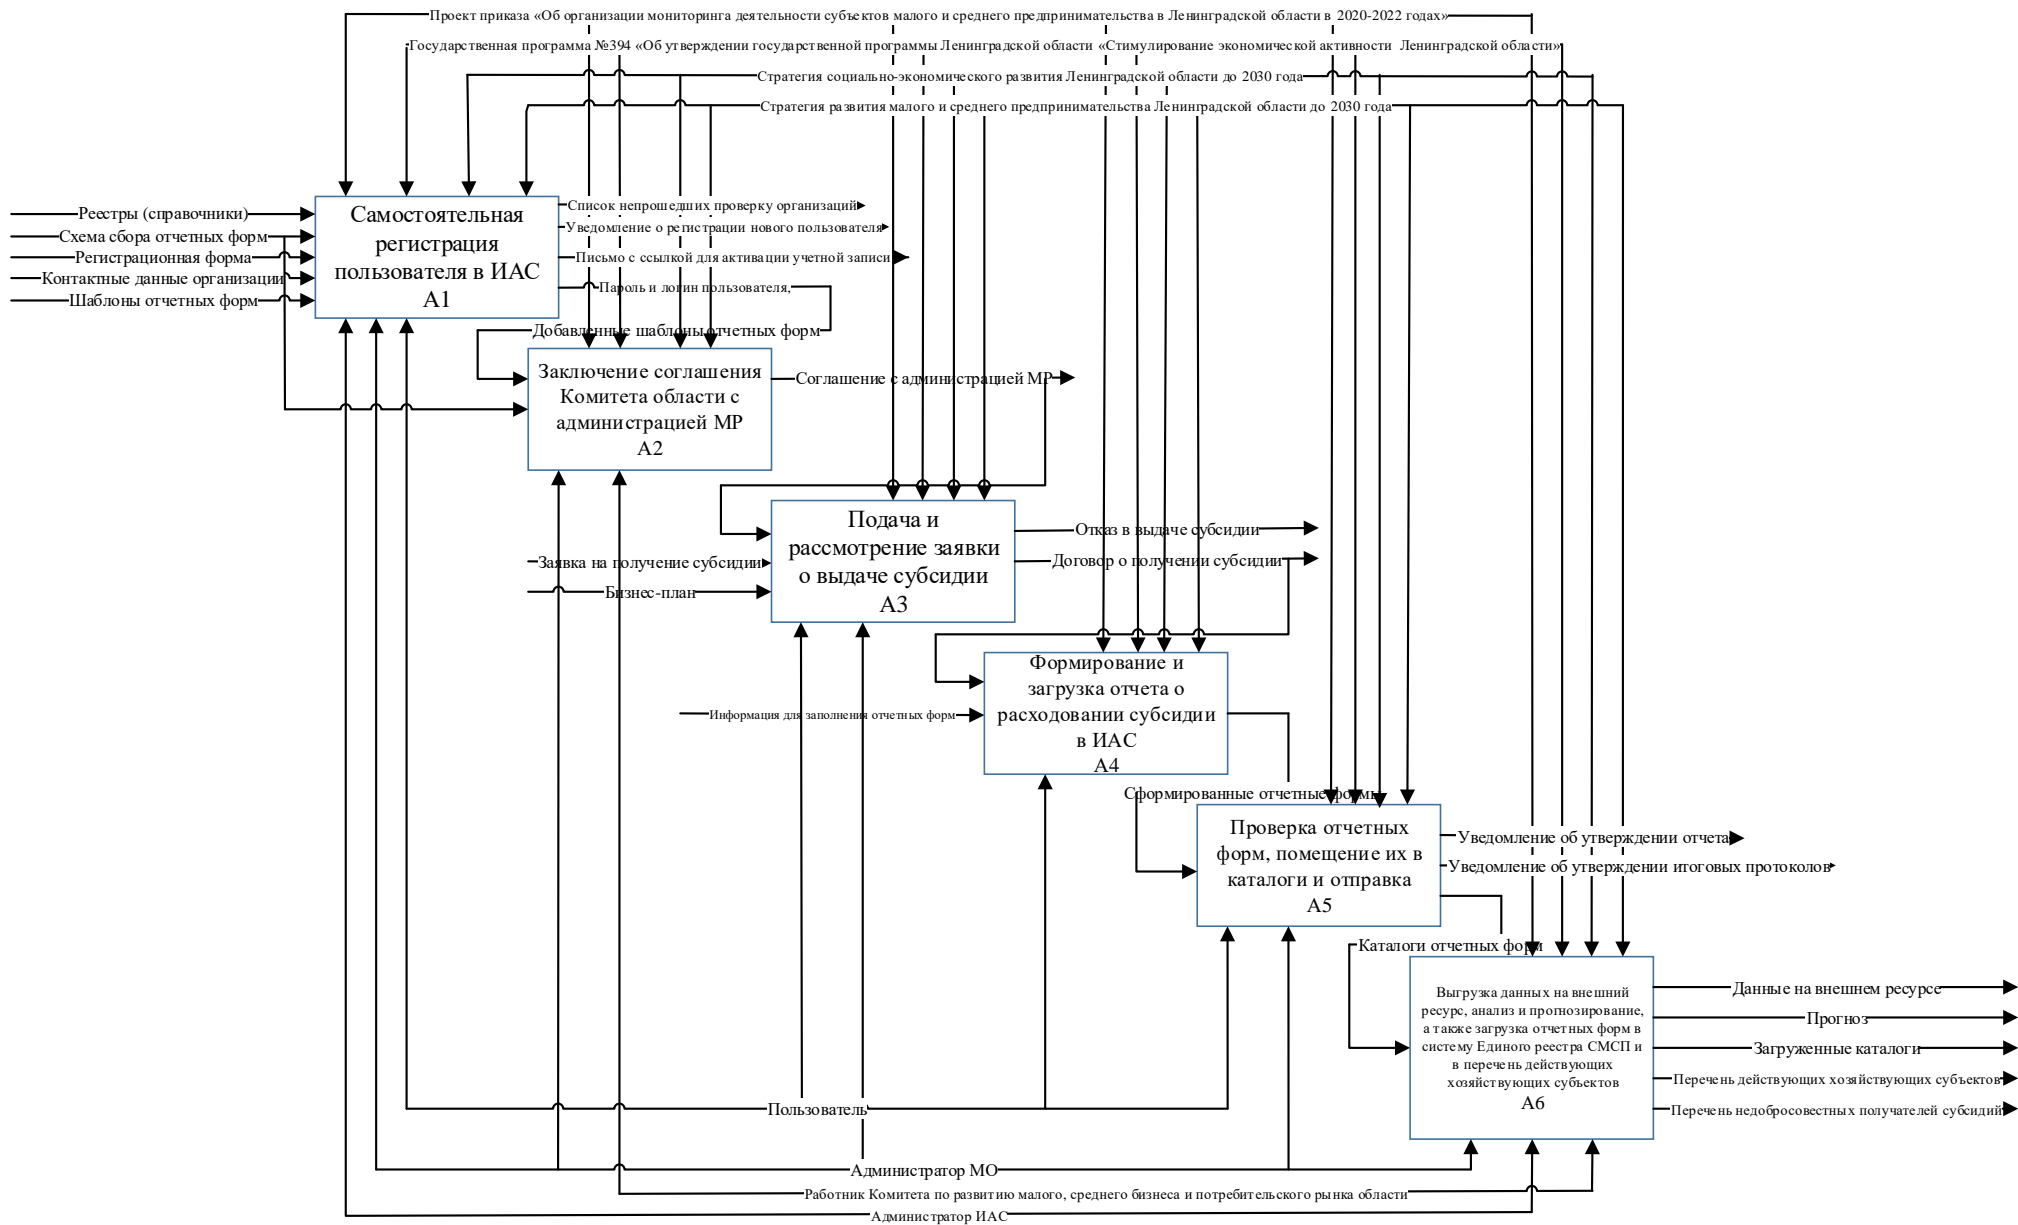 Проект приказа «Об организации мониторинга деятельности субъектов малого и среднего предпринимательства в Ленинградской области в 2020-2022 годах»
Государственная программа №394 «Об утверждении государственной программы Ленинградской области «Стимулирование экономической активности Ленинградской области»
Стратегия социально-экономического развития Ленинградской области до 2030 года
Стратегия развития малого и среднего предпринимательства Ленинградской области до 2030 года
Реестры (справочники)
Схема сбора отчетных форм
Регистрационная форма
Контактные данные организации
Шаблоны отчетных форм
Самостоятельная
регистрация
пользователя в ИАС
А1
Список непрошедших проверку организаций
Уведомление о регистрации нового пользователя
Письмо с ссылкой для активации учетной записи
Пароль и логин пользователя,
Добавленные шаблоны отчетных форм
Заключение соглашения
Комитета области с
администрацией МР
А2
Соглашение с администрацией МР
Заявка на получение субсидии
Бизнес-план
Подача и
рассмотрение заявки
о выдаче субсидии
А3
Отказ в выдаче субсидии
Договор о получении субсидии
Информация для заполнения отчетных форм
Формирование и
загрузка отчета о
расходовании субсидии
в ИАС
А4
Сформированные отчетные формы
Проверка отчетных
форм, помещение их в
каталоги и отправка
А5
Уведомление об утверждении отчета
Уведомление об утверждении итоговых протоколов
Каталоги отчетных форм
Выгрузка данных на внешний
ресурс, анализ и прогнозирование,
а также загрузка отчетных форм в
систему Единого реестра СМСП и
в перечень действующих
хозяйствующих субъектов
А6
Данные на внешнем ресурсе
Прогноз
Загруженные каталоги
Перечень действующих хозяйствующих субъектов
Перечень недобросовестных получателей субсидий
Пользователь
Администратор МО
Работник Комитета по развитию малого, среднего бизнеса и потребительского рынка области
Администратор ИАС